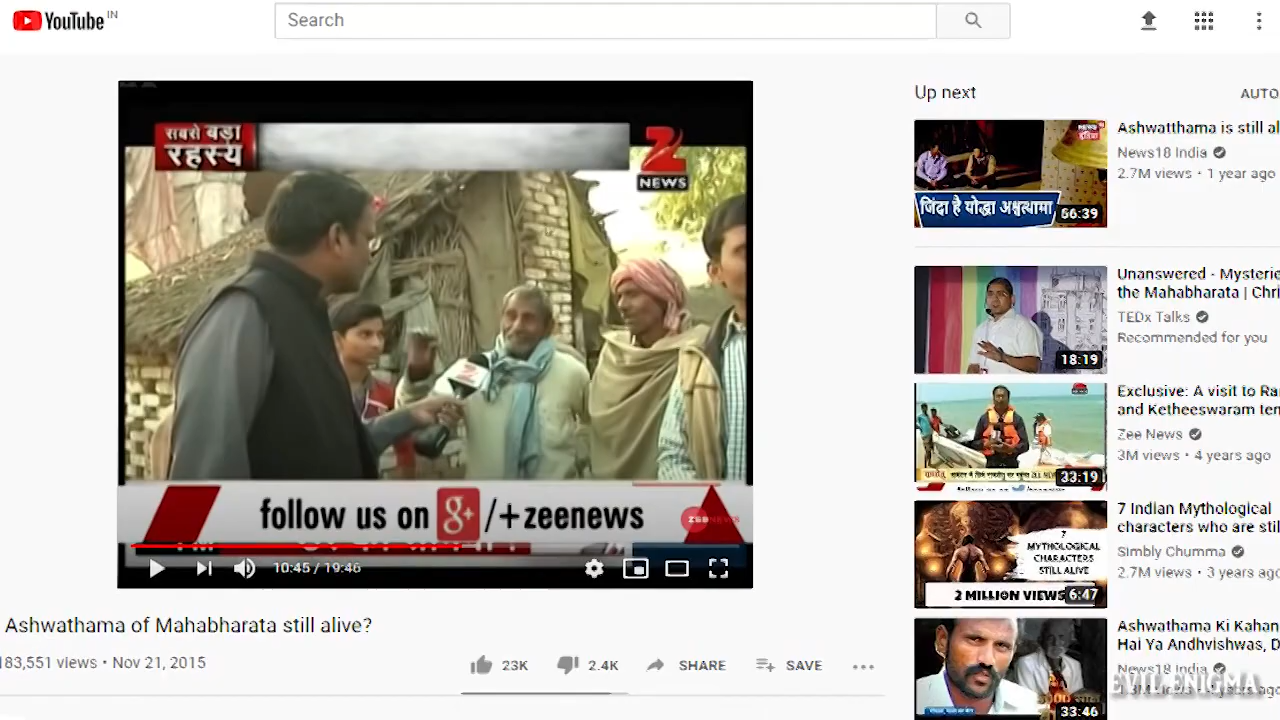 YouTube IN
Search
सबसे बड़ा
रहस्य
NEWS
follow us on g+/+zeenews
ZEE NEWS
10:45 / 19:46
Ashwathama of Mahabharata still alive?
183,551 views • Nov 21, 2015
23K
2.4K
SHARE
SAVE
Up next
AUTO
जिंदा है योद्धा अश्वत्थामा
66:39
Ashwatthama is still al
News18 India
2.7M views • 1 year ago
18:19
Unanswered - Mysterie
the Mahabharata | Chri
TEDx Talks
Recommended for you
33:19
Exclusive: A visit to Ra
and Ketheeswaram ten
Zee News
3M views • 4 years ago
7
MYTHOLOGICAL
CHARACTERS
STILL ALIVE
2 MILLION VIEWS
6:47
7 Indian Mythological
characters who are stil
Simbly Chumma
2.7M views • 3 years ago
33:46
Ashwathama Ki Kahan
Hai Ya Andhvishwas, D
News18 India
EVIL ENIGMA